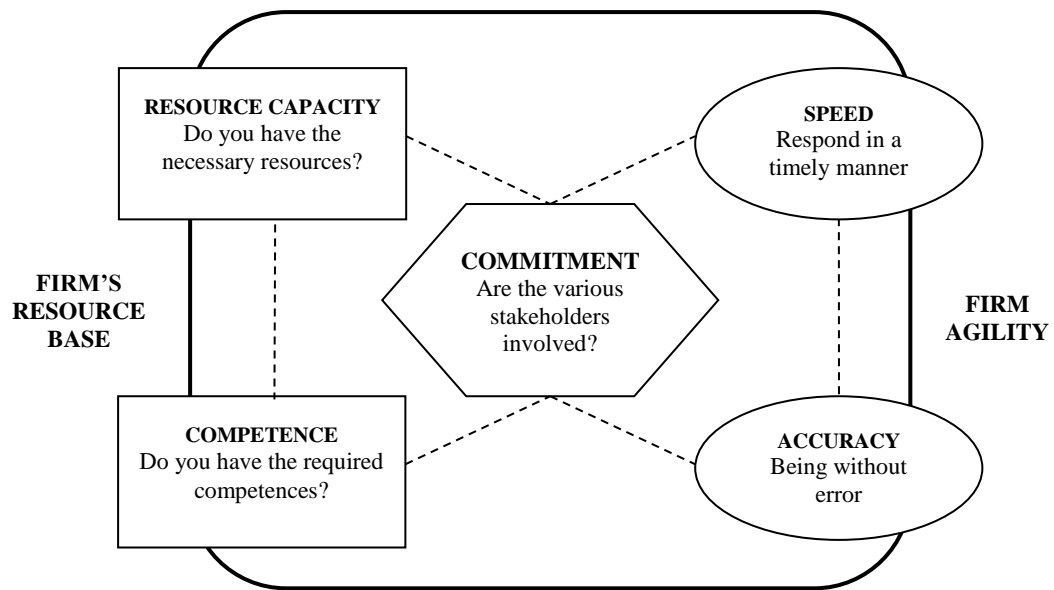 RESOURCE CAPACITY
Do you have the
necessary resources?
SPEED
Respond in a
timely manner
COMMITMENT
Are the various
stakeholders
involved?
FIRM’S
RESOURCE
BASE
FIRM
AGILITY
COMPETENCE
Do you have the required
competences?
ACCURACY
Being without
error